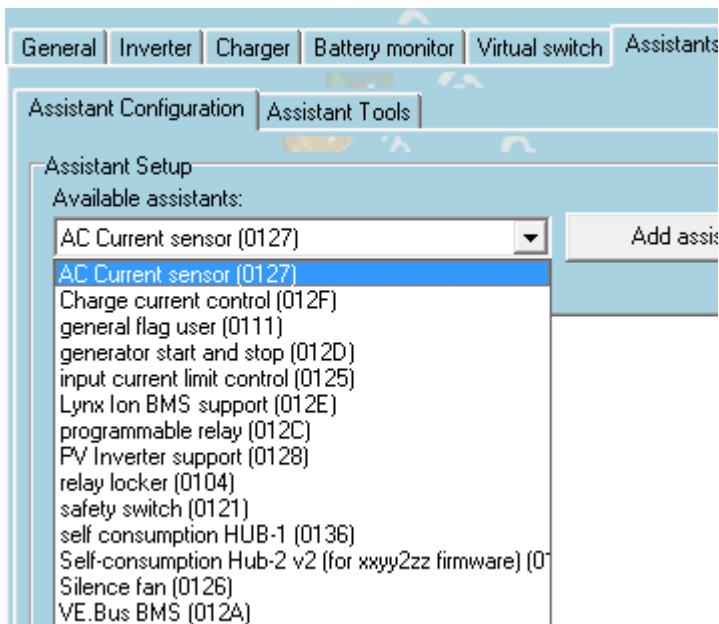 General Inverter Charger Battery monitor Virtual switch Assistants
Assistant Configuration Assistant Tools
Assistant Setup
Available assistants:
AC Current sensor (0127) Add assis
AC Current sensor (0127)
Charge current control (012F)
general flag user (0111)
generator start and stop (012D)
input current limit control (0125)
Lynx Ion BMS support (012E)
programmable relay (012C)
PV Inverter support (0128)
relay locker (0104)
safety switch (0121)
self consumption HUB-1 (0136)
Self-consumption Hub-2 v2 (for xxyy2zz firmware) (01
Silence fan (0126)
VE.Bus BMS (012A)